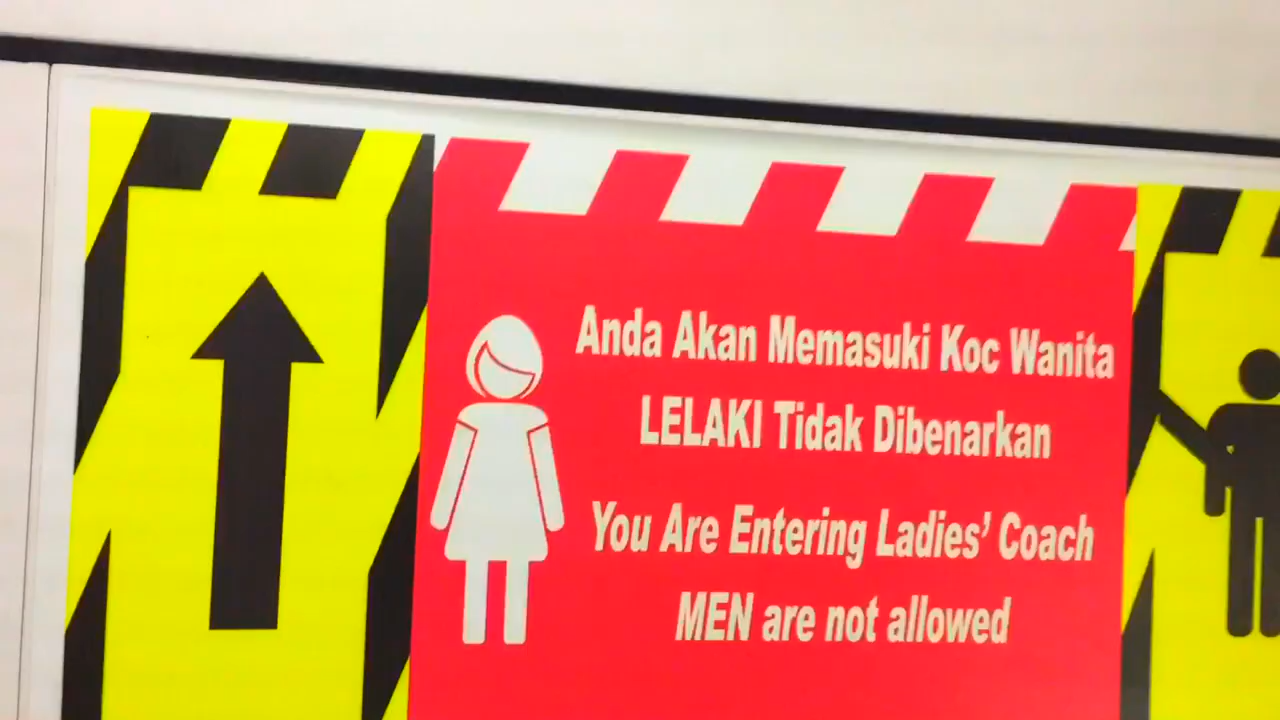 Anda Akan Memasuki Koc Wanita
LELAKI Tidak Dibenarkan
You Are Entering Ladies' Coach
MEN are not allowed